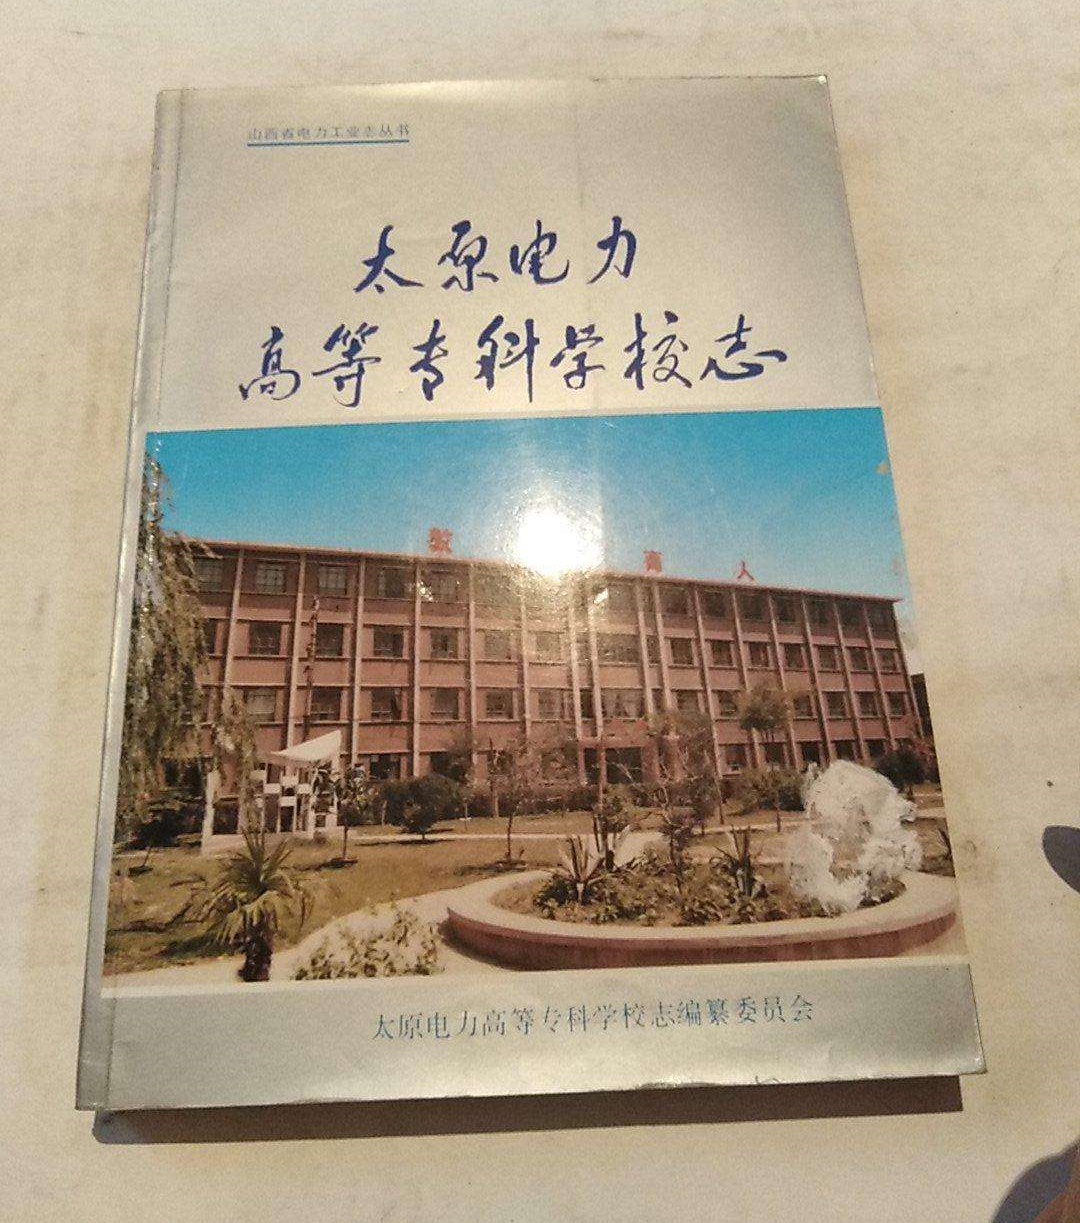 山西省电力工业志丛书
太原电力
高等专科学校志
教 育人
太原电力高等专科学校志编纂委员会